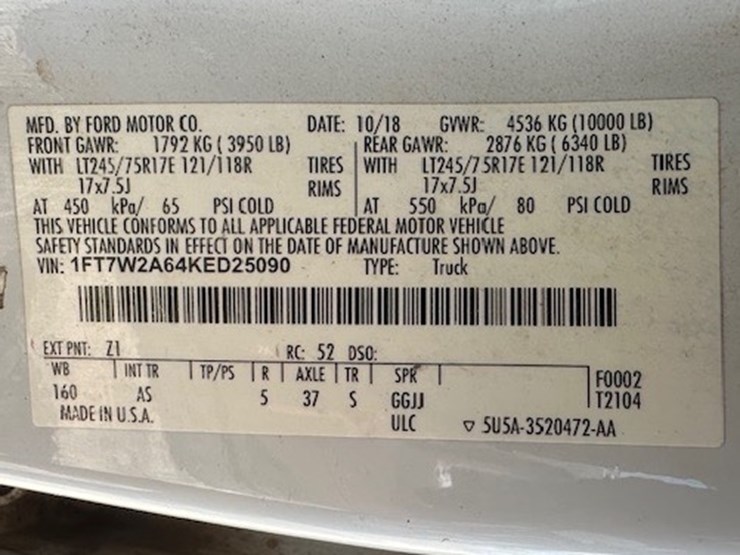 MFD. BY FORD MOTOR CO. DATE: 10/18 GVWR: 4536 KG (10000 LB)
FRONT GAWR: 1792 KG ( 3950 LB) REAR GAWR: 2876 KG ( 6340 LB)
WITH LT245/75R17E 121/118R TIRES WITH LT245/75R17E 121/118R TIRES
17x7.5J RIMS 17x7.5J RIMS
AT 450 kPa/ 65 PSI COLD AT 550 kPa/ 80 PSI COLD
THIS VEHICLE CONFORMS TO ALL APPLICABLE FEDERAL MOTOR VEHICLE
SAFETY STANDARDS IN EFFECT ON THE DATE OF MANUFACTURE SHOWN ABOVE.
VIN: 1FT7W2A64KED25090 TYPE: Truck
EXT PNT: Z1 RC: 52 DSO:
WB INT TR TP/PS R AXLE TR SPR F0002
160 AS 5 37 S GGJJ T2104
MADE IN U.S.A. ULC ▽ 5U5A-3520472-AA